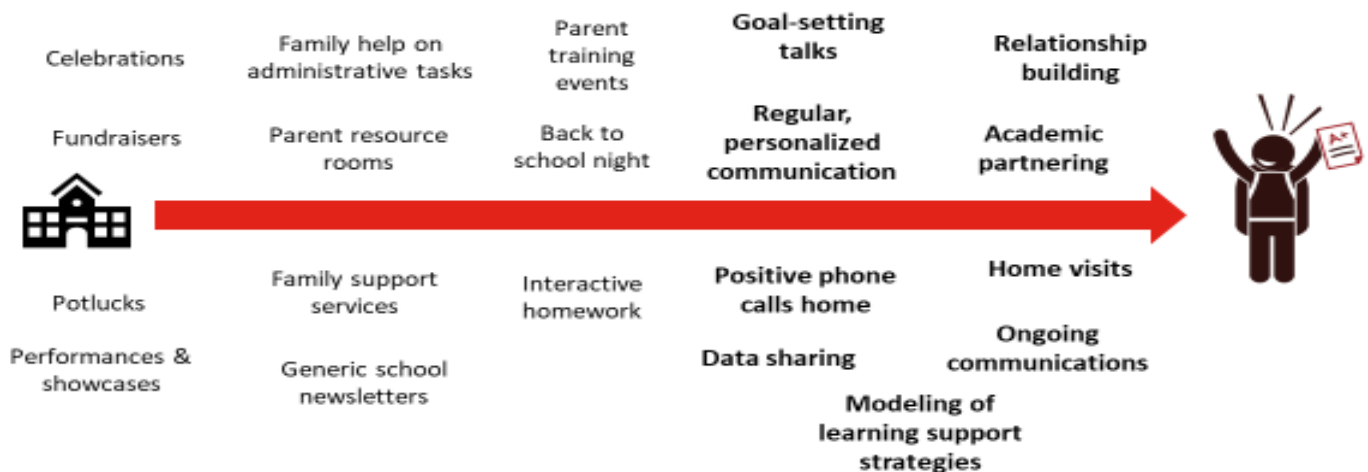 Celebrations
Family help on
administrative tasks
Parent
training
events
Goal-setting
talks
Relationship
building
Fundraisers
Parent resource
rooms
Back to
school night
Regular,
personalized
communication
Academic
partnering
A+
Potlucks
Family support
services
Interactive
homework
Positive phone
calls home
Home visits
Performances &
showcases
Generic school
newsletters
Data sharing
Ongoing
communications
Modeling of
learning support
strategies